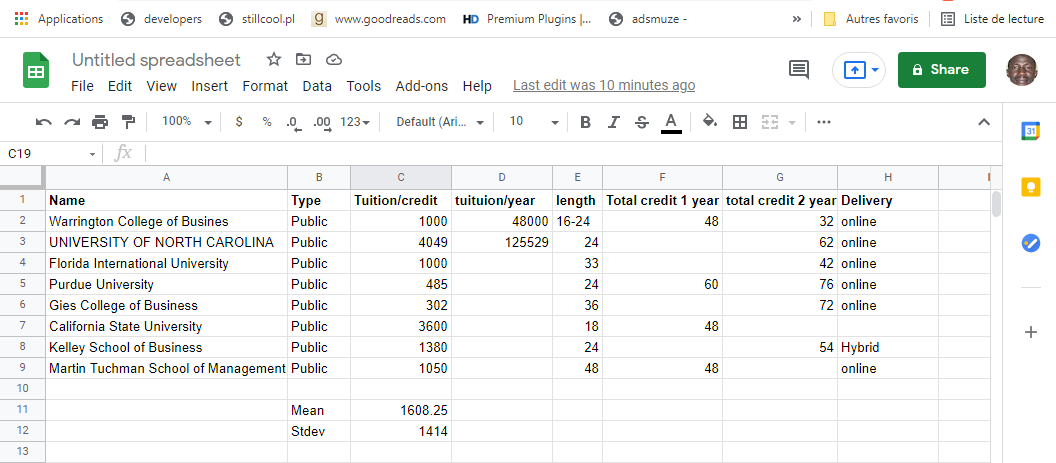 Applications developers stillcool.pl g www.goodreads.com HD Premium Plugins |... adsmuze - » Autres favoris Liste de lecture
Untitled spreadsheet
File Edit View Insert Format Data Tools Add-ons Help Last edit was 10 minutes ago Share
100% $ % .0 .00 123 Default (Ari... 10 B I S A
31
C19 fx
A B C D E F G H I
1 Name Type Tuition/credit tuituion/year length Total credit 1 year total credit 2 year Delivery
2 Warrington College of Busines Public 1000 48000 16-24 48 32 online
3 UNIVERSITY OF NORTH CAROLINA Public 4049 125529 24 62 online
4 Florida International University Public 1000 33 42 online
5 Purdue University Public 485 24 60 76 online
6 Gies College of Business Public 302 36 72 online
7 California State University Public 3600 18 48
8 Kelley School of Business Public 1380 24 54 Hybrid
9 Martin Tuchman School of Management Public 1050 48 48 online
10
11 Mean 1608.25
12 Stdev 1414
13